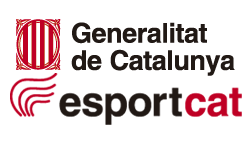 Generalitat
de Catalunya
esportcat